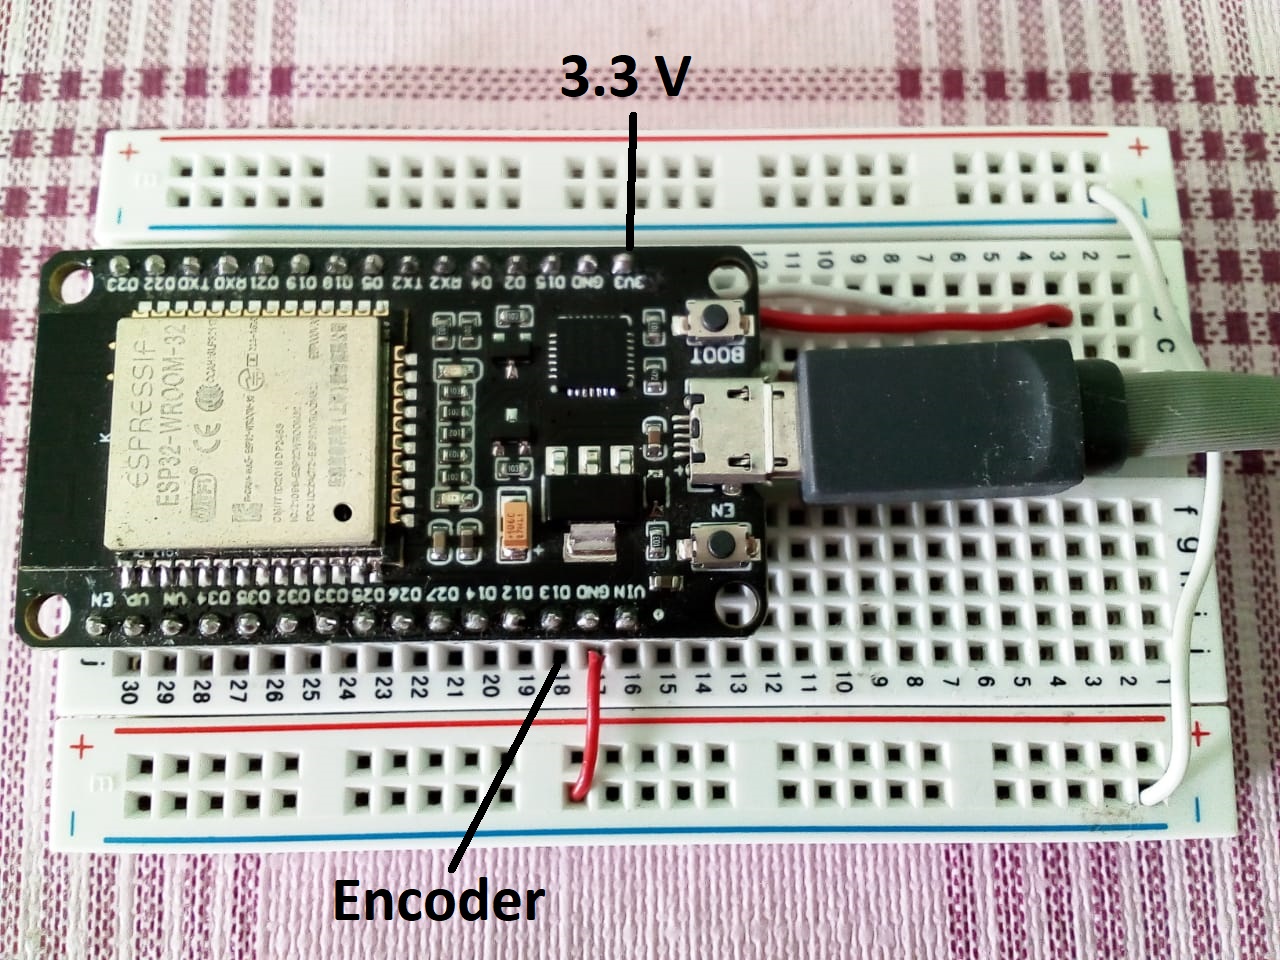 3.3 V
+ +
- -
12 11 10 9 8 7 6 5 4 3 2 1
D23 D22 TXD RXD D21 D19 D18 D5 TX2 RX2 D4 D2 D15 GND 3V3
BOOT
c
ESPRESSIF
ESP32-WROOM-32
CE
EN
f
g
i i
EN UP UN D34 D35 D32 D33 D25 D26 D27 D14 D12 D13 GND VIN
j
30 29 28 27 26 25 24 23 22 21 20 19 18 16 15 14 13 12 11 10 9 8 7 6 5 4 3 2 1
+ +
- -
Encoder